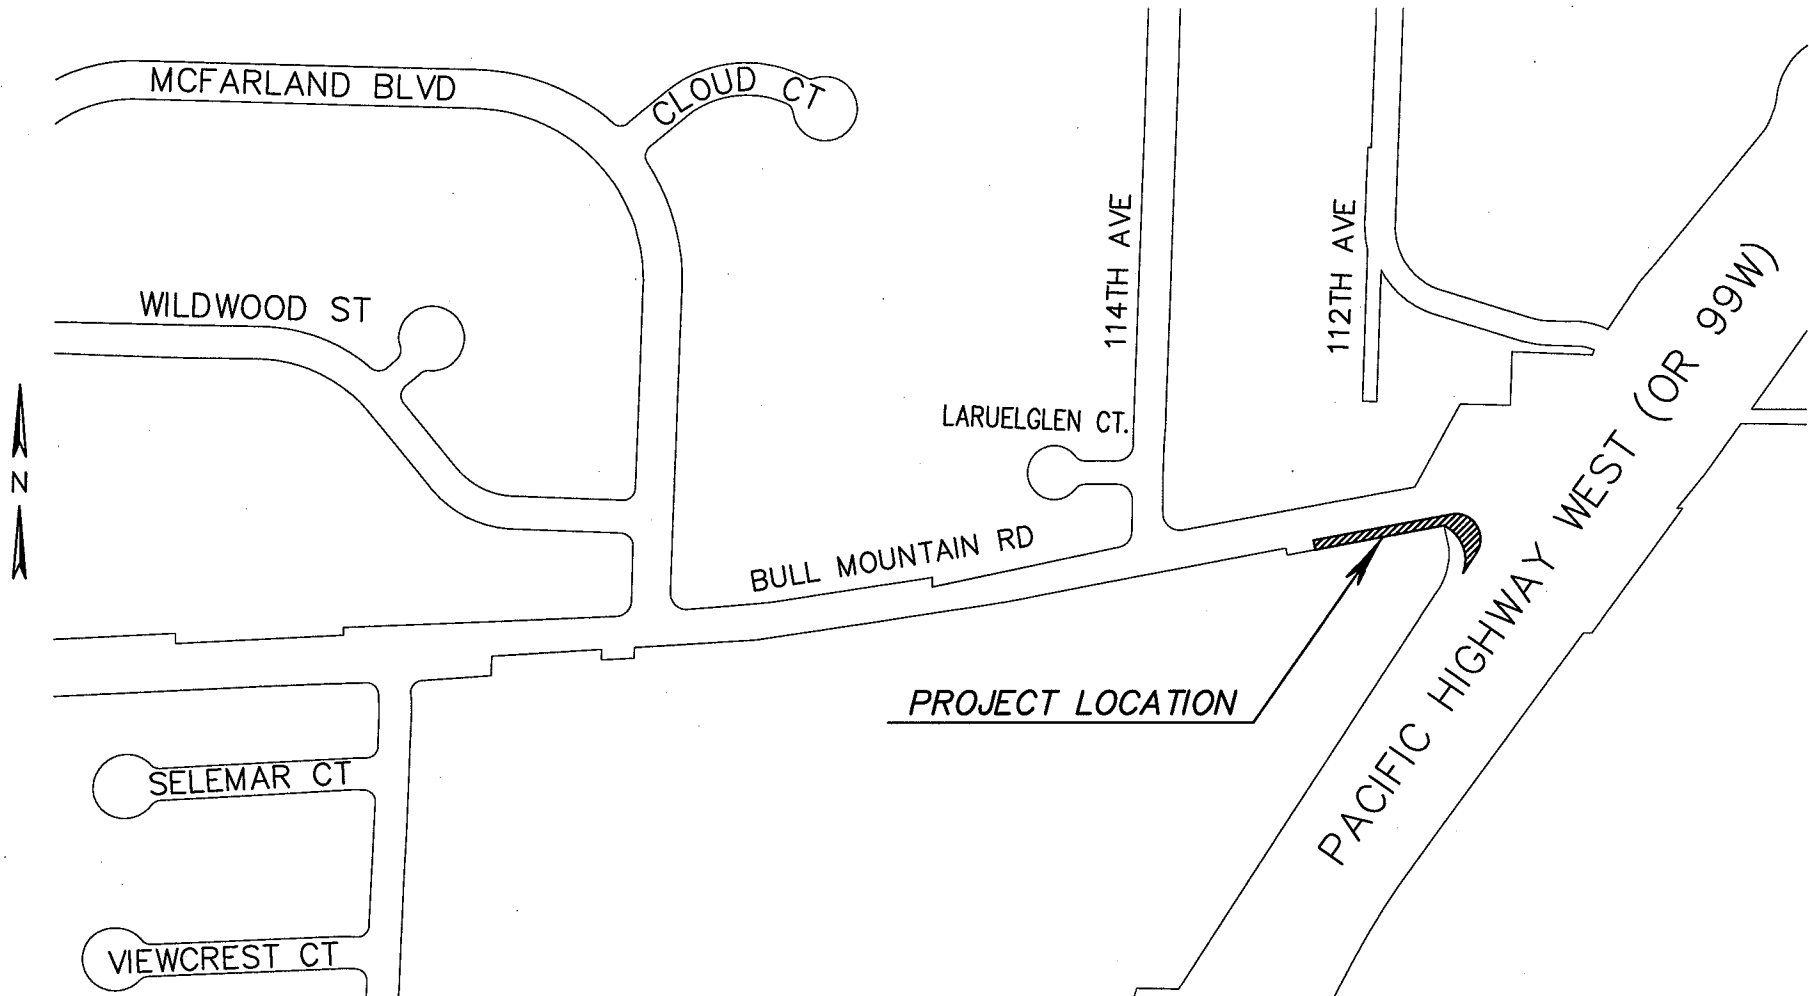 MCFARLAND BLVD
CLOUD CT
114TH AVE
112TH AVE
WILDWOOD ST
PACIFIC HIGHWAY WEST (OR 99W)
LARUELGLEN CT.
N
BULL MOUNTAIN RD
PROJECT LOCATION
SELEMAR CT
VIEWCREST CT